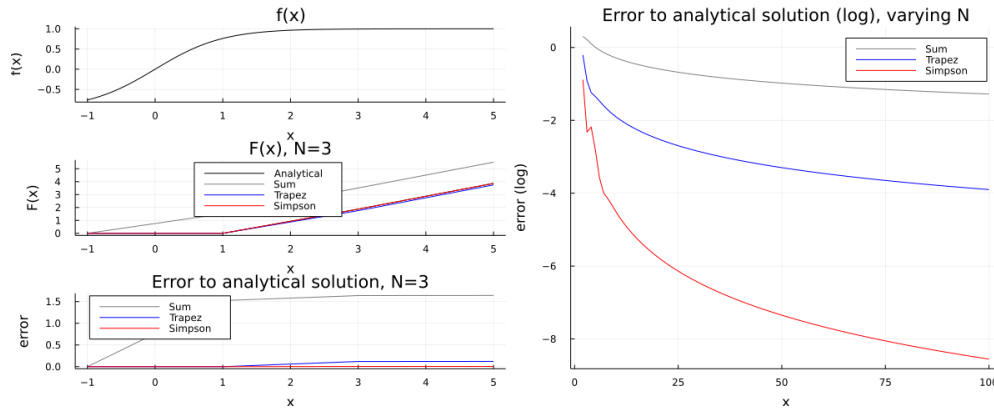 f(x)
f(x)
1.0
0.5
0.0
−0.5
−1 0 1 2 3 4 5
x
F(x), N=3
F(x)
5
4
3
2
1
0
Analytical
Sum
Trapez
Simpson
−1 0 1 2 3 4 5
x
Error to analytical solution, N=3
error
1.5
1.0
0.5
0.0
Sum
Trapez
Simpson
−1 0 1 2 3 4 5
x
Error to analytical solution (log), varying N
error (log)
0
−2
−4
−6
−8
Sum
Trapez
Simpson
0 25 50 75 100
x